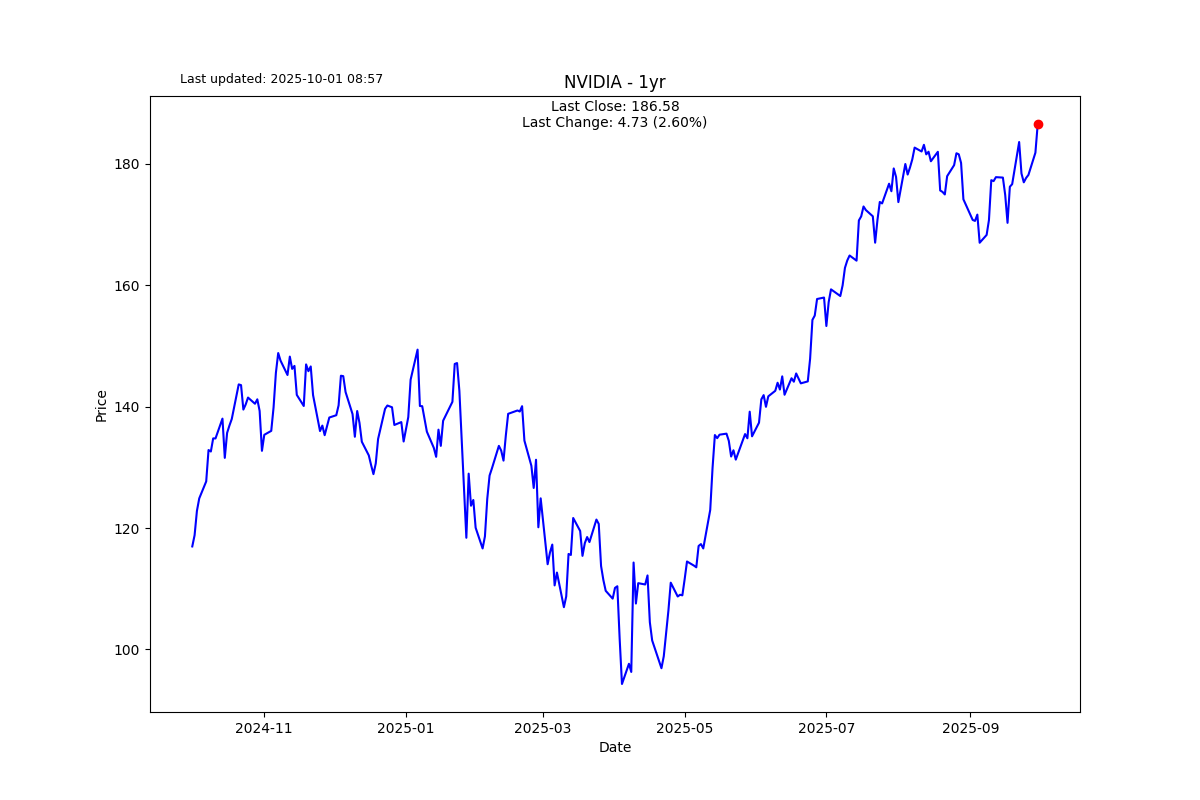 Last updated: 2025-10-01 08:57
NVIDIA - 1yr
Last Close: 186.58
Last Change: 4.73 (2.60%)
180
160
140
120
100
Price
2024-11
2025-01
2025-03
2025-05
2025-07
2025-09
Date